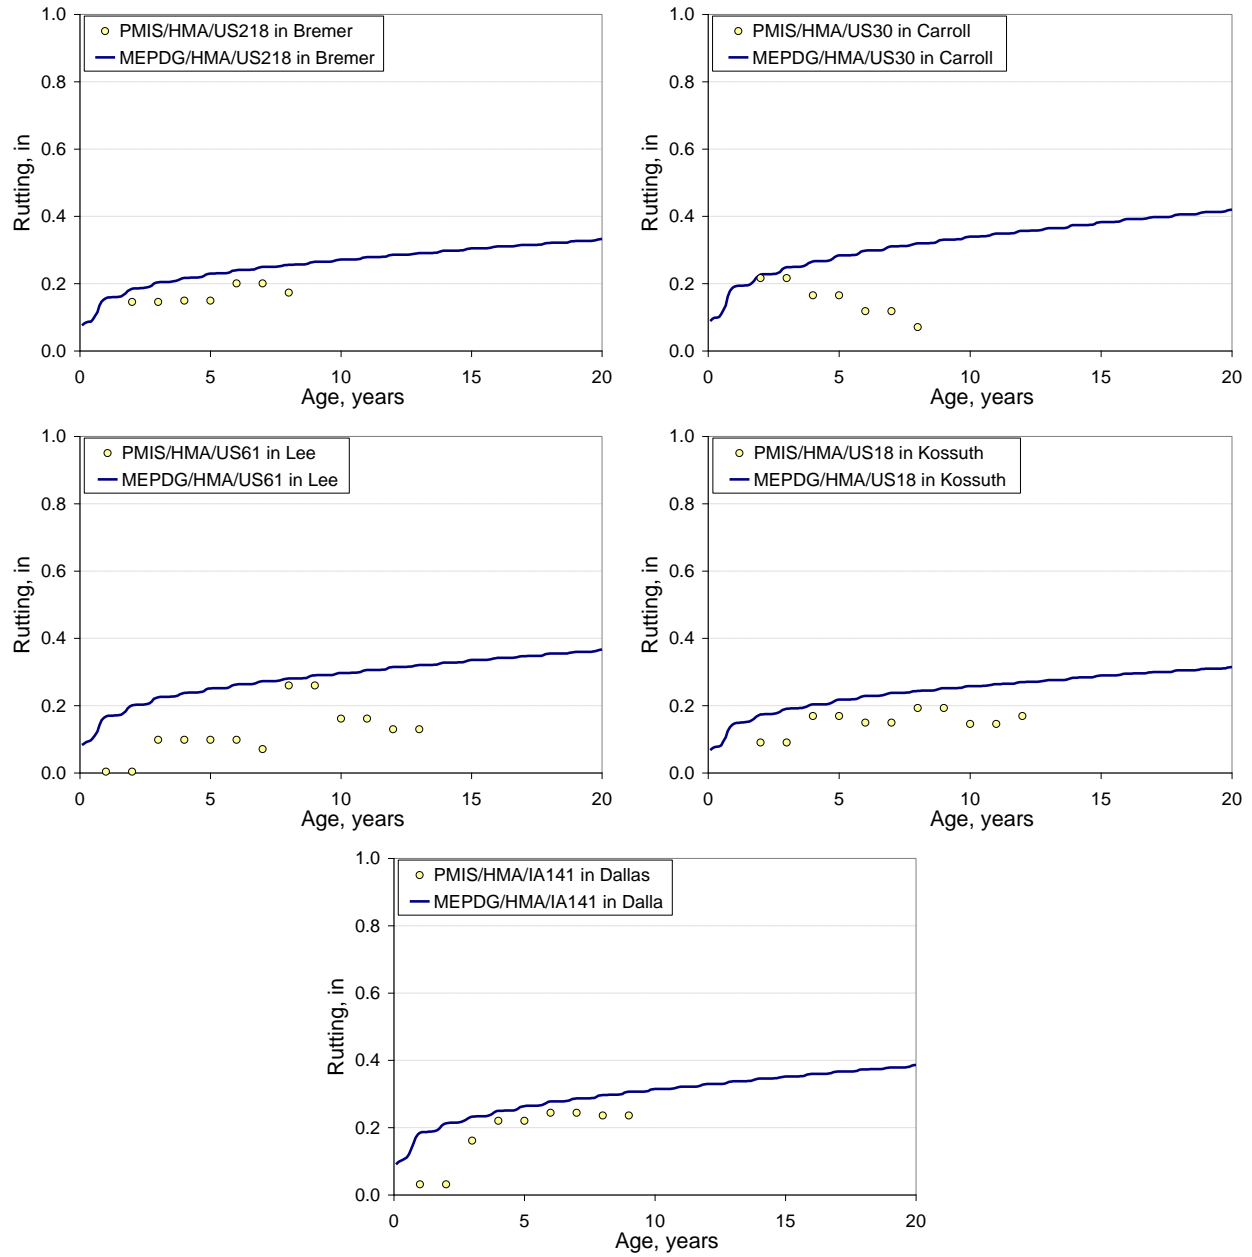 PMIS/HMA/US218 in Bremer
MEPDG/HMA/US218 in Bremer
Rutting, in
1.0
0.8
0.6
0.4
0.2
0.0
0 5 10 15 20
Age, years
PMIS/HMA/US30 in Carroll
MEPDG/HMA/US30 in Carroll
Rutting, in
1.0
0.8
0.6
0.4
0.2
0.0
0 5 10 15 20
Age, years
PMIS/HMA/US61 in Lee
MEPDG/HMA/US61 in Lee
Rutting, in
1.0
0.8
0.6
0.4
0.2
0.0
0 5 10 15 20
Age, years
PMIS/HMA/US18 in Kossuth
MEPDG/HMA/US18 in Kossuth
Rutting, in
1.0
0.8
0.6
0.4
0.2
0.0
0 5 10 15 20
Age, years
PMIS/HMA/IA141 in Dallas
MEPDG/HMA/IA141 in Dalla
Rutting, in
1.0
0.8
0.6
0.4
0.2
0.0
0 5 10 15 20
Age, years